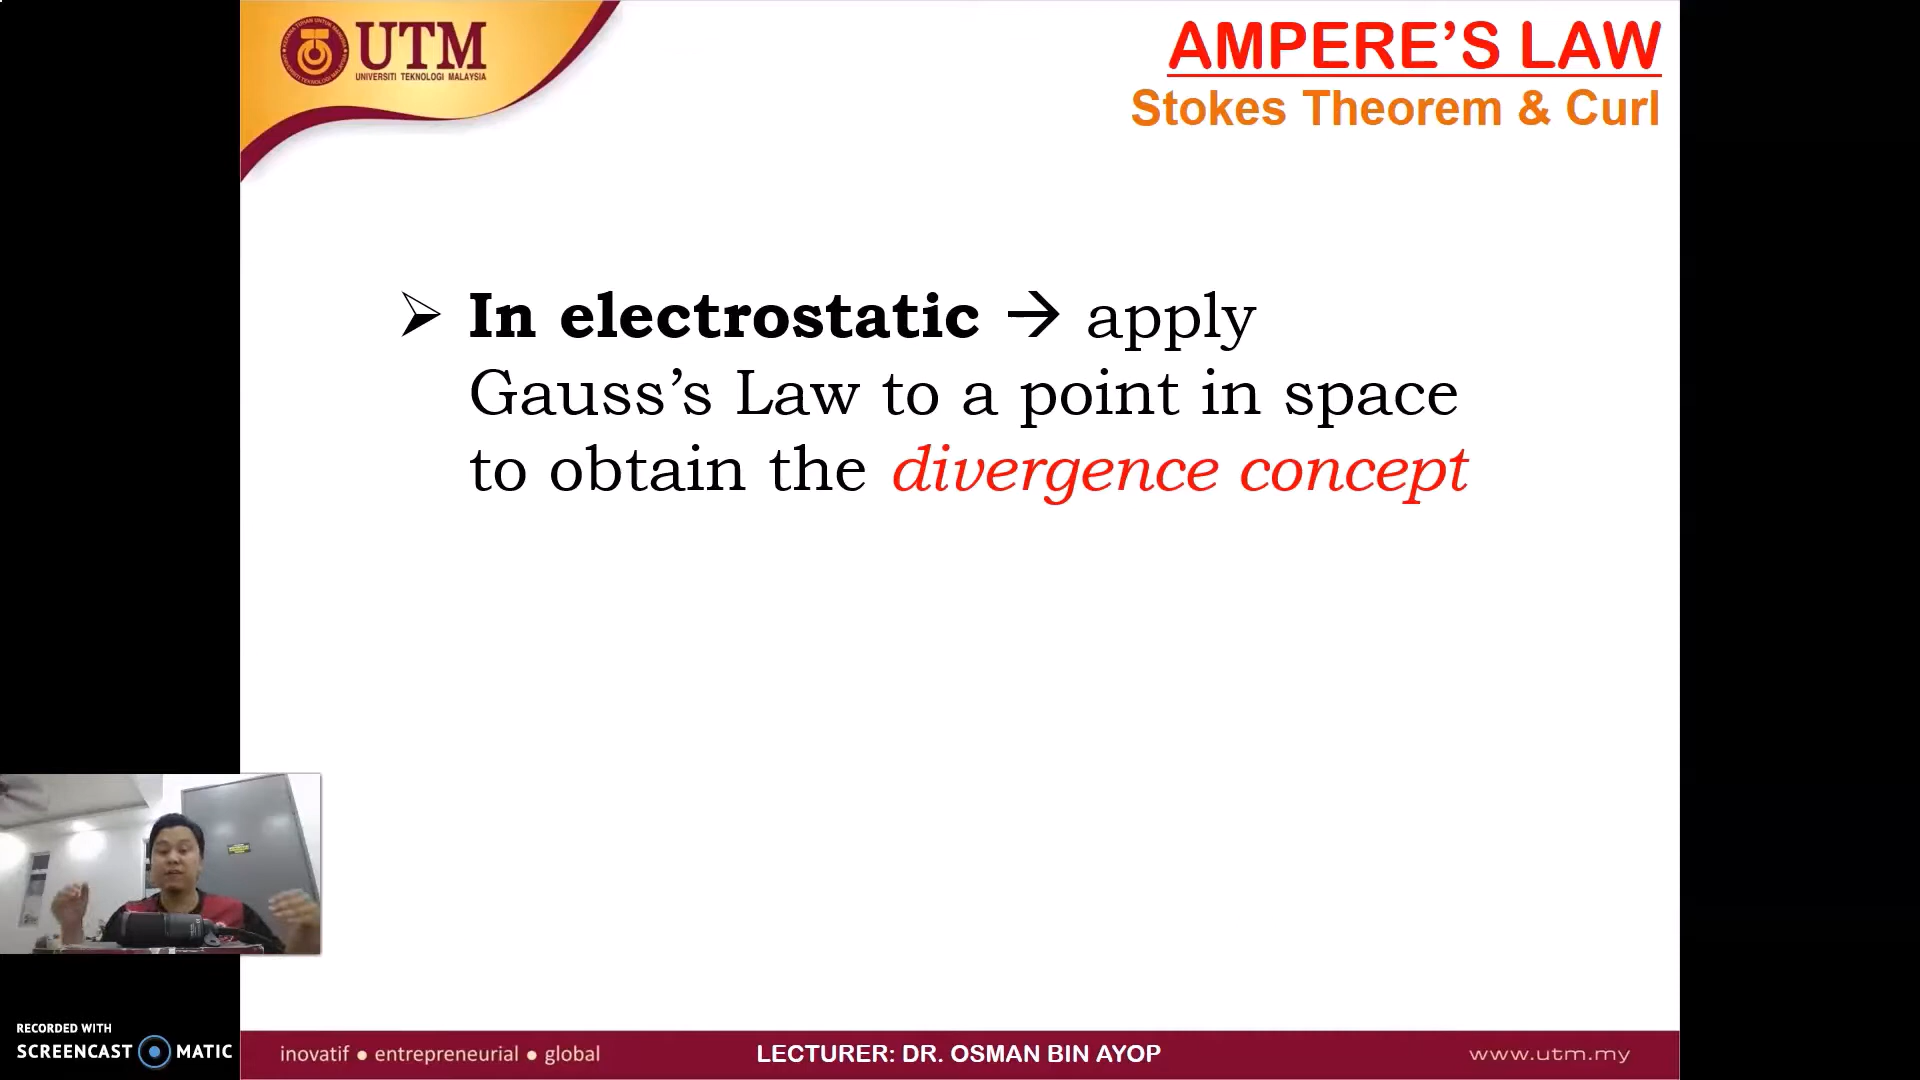 UTM
UNIVERSITI TEKNOLOGI MALAYSIA
AMPERE’S LAW
Stokes Theorem & Curl
➢ In electrostatic → apply
Gauss’s Law to a point in space
to obtain the divergence concept
RECORDED WITH
SCREENCAST MATIC
inovatif ● entrepreneurial ● global
LECTURER: DR. OSMAN BIN AYOP
www.utm.my